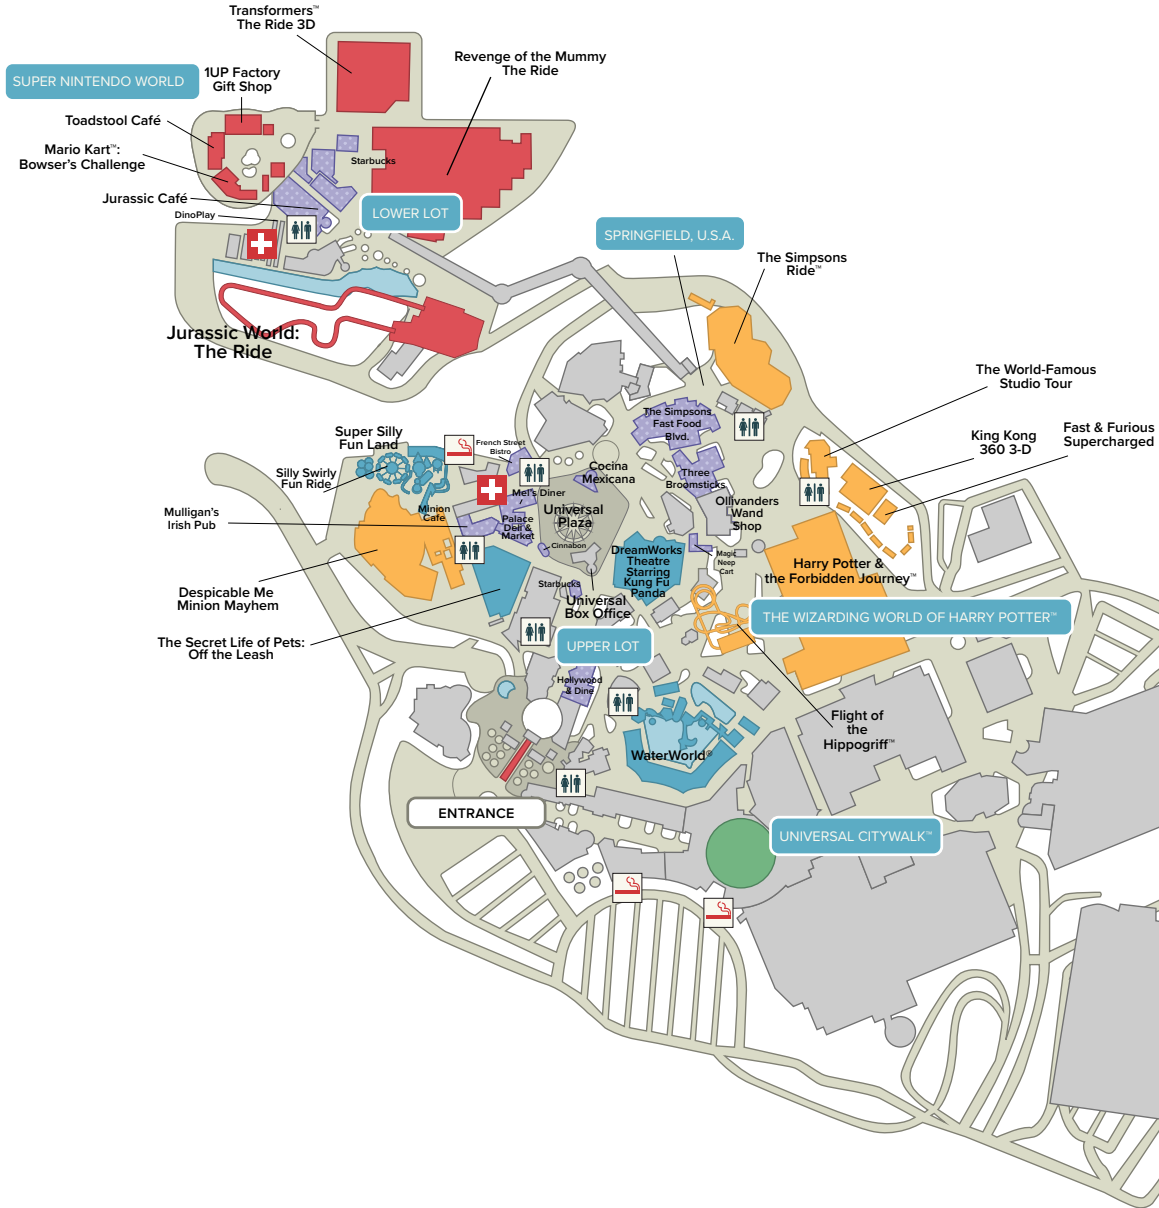 Transformers™
The Ride 3D
Revenge of the Mummy
The Ride
SUPER NINTENDO WORLD
1UP Factory
Gift Shop
Toadstool Café
Mario Kart™:
Bowser's Challenge
Starbucks
Jurassic Café
DinoPlay
LOWER LOT
SPRINGFIELD, U.S.A.
The Simpsons
Ride™
Jurassic World:
The Ride
The World-Famous
Studio Tour
King Kong
360 3-D
Fast & Furious
Supercharged
The Simpsons
Fast Food
Blvd.
Super Silly
Fun Land
French Street
Bistro
Silly Swirly
Fun Ride
Cocina
Mexicana
Three
Broomsticks
Mel's Diner
Minion
Cafe
Mulligan's
Irish Pub
Palace
Deli &
Market
Universal
Plaza
Ollivanders
Wand
Shop
Cinnabon
DreamWorks
Theatre
Starring
Kung Fu
Panda
Magic
Neep
Cart
Harry Potter &
the Forbidden Journey™
Despicable Me
Minion Mayhem
Starbucks
Universal
Box Office
THE WIZARDING WORLD OF HARRY POTTER™
The Secret Life of Pets:
Off the Leash
UPPER LOT
Hollywood
& Dine
Flight of
the
Hippogriff™
WaterWorld®
ENTRANCE
UNIVERSAL CITYWALK™